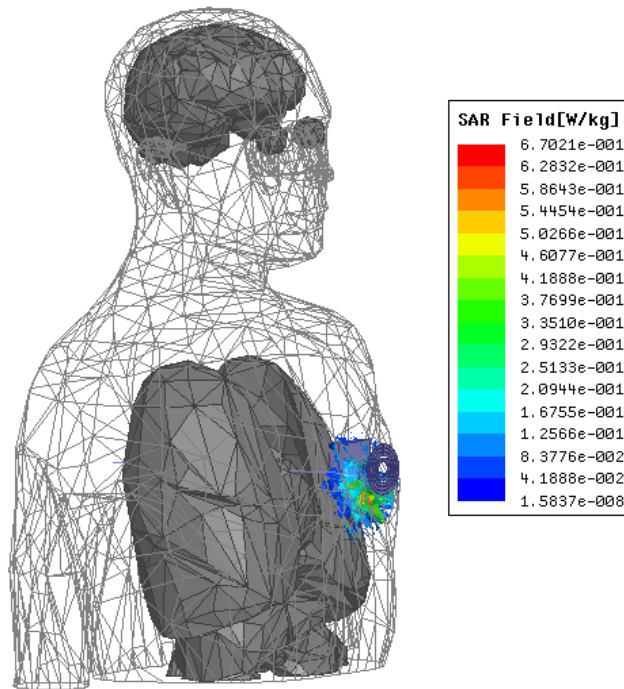 SAR Field[W/kg]
6.7021e-001
6.2832e-001
5.8643e-001
5.4454e-001
5.0266e-001
4.6077e-001
4.1888e-001
3.7699e-001
3.3510e-001
2.9322e-001
2.5133e-001
2.0944e-001
1.6755e-001
1.2566e-001
8.3776e-002
4.1888e-002
1.5837e-008